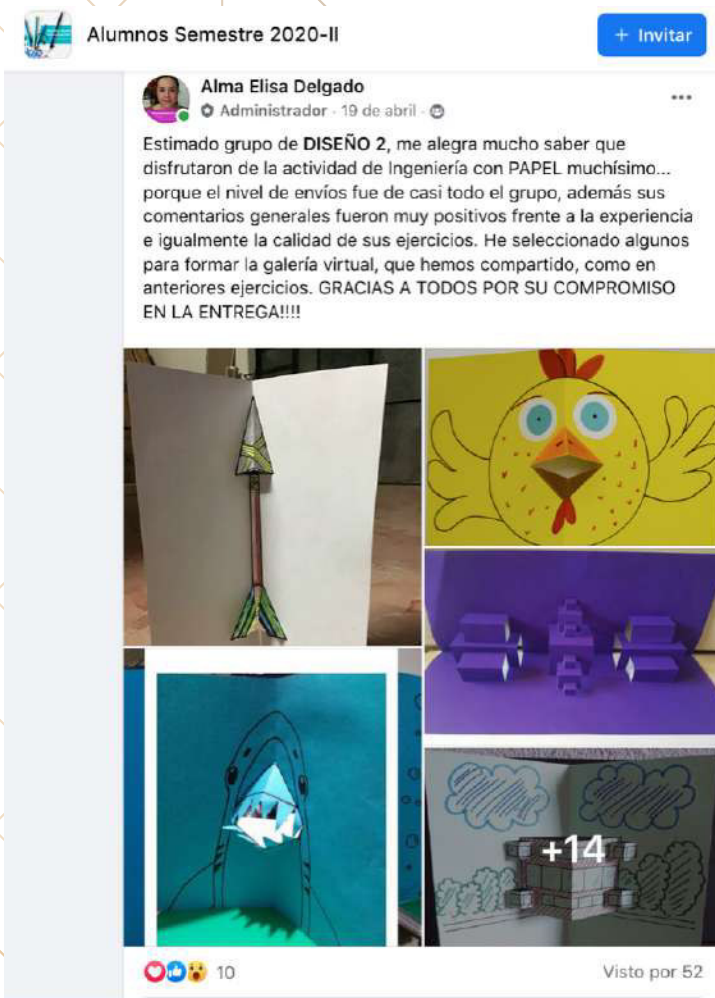 Alumnos Semestre 2020-II
+ Invitar
Alma Elisa Delgado
Administrador · 19 de abril ·
Estimado grupo de DISEÑO 2, me alegra mucho saber que
disfrutaron de la actividad de Ingeniería con PAPEL muchísimo...
porque el nivel de envíos fue de casi todo el grupo, además sus
comentarios generales fueron muy positivos frente a la experiencia
e igualmente la calidad de sus ejercicios. He seleccionado algunos
para formar la galería virtual, que hemos compartido, como en
anteriores ejercicios. GRACIAS A TODOS POR SU COMPROMISO
EN LA ENTREGA!!!!
+14
10
Visto por 52